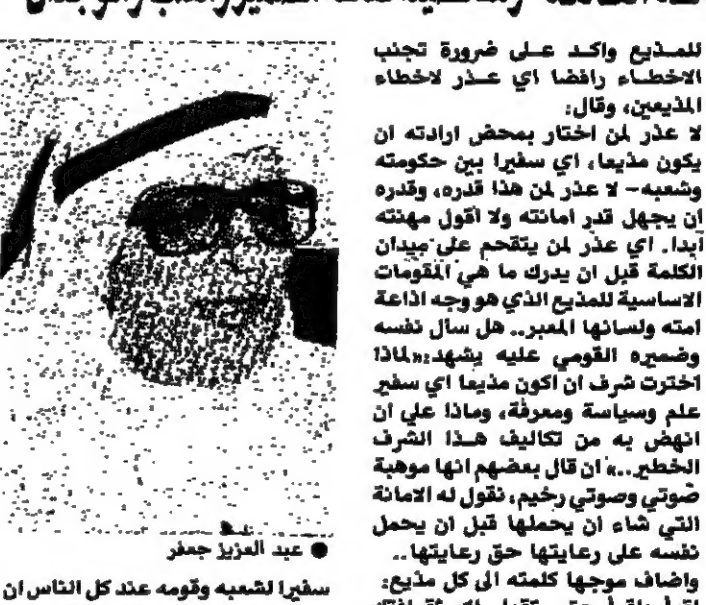 للمذيع واكد على ضرورة تجنب
الاخطاء رافضا اي عذر لاخطاء
المذيعين، وقال:
لا عذر لمن اختار بمحض ارادته ان
يكون مذيعا، اي سفيرا بين حكومته
وشعبه- لا عذر لمن هذا قدره، وقدره
ان يجهل قدر امانته ولا اقول مهنته
أبدا. اي عذر لمن يتقحم على ميدان
الكلمة قبل ان يدرك ما هي المقومات
الاساسية للمذيع الذي هو وجه اذاعة
امته ولسانها المعبر.. هل سال نفسه
وضميره القومي عليه يشهد: «لماذا
اخترت شرف ان اكون مذيعا اي سفير
علم وسياسة ومعرفة، وماذا علي ان
انهض به من تكاليف هذا الشرف
الخطير..» ان قال بعضهم انها موهبة
صوتي وصوتي رخيم، نقول له الامانة
التي شاء ان يحملها قبل ان يحمل
نفسه على رعايتها حق رعايتها..
واضاف موجها كلمته الى كل مذيع:
● عبد العزيز جعفر
سفيرا لشعبه وقومه عند كل الناس ان